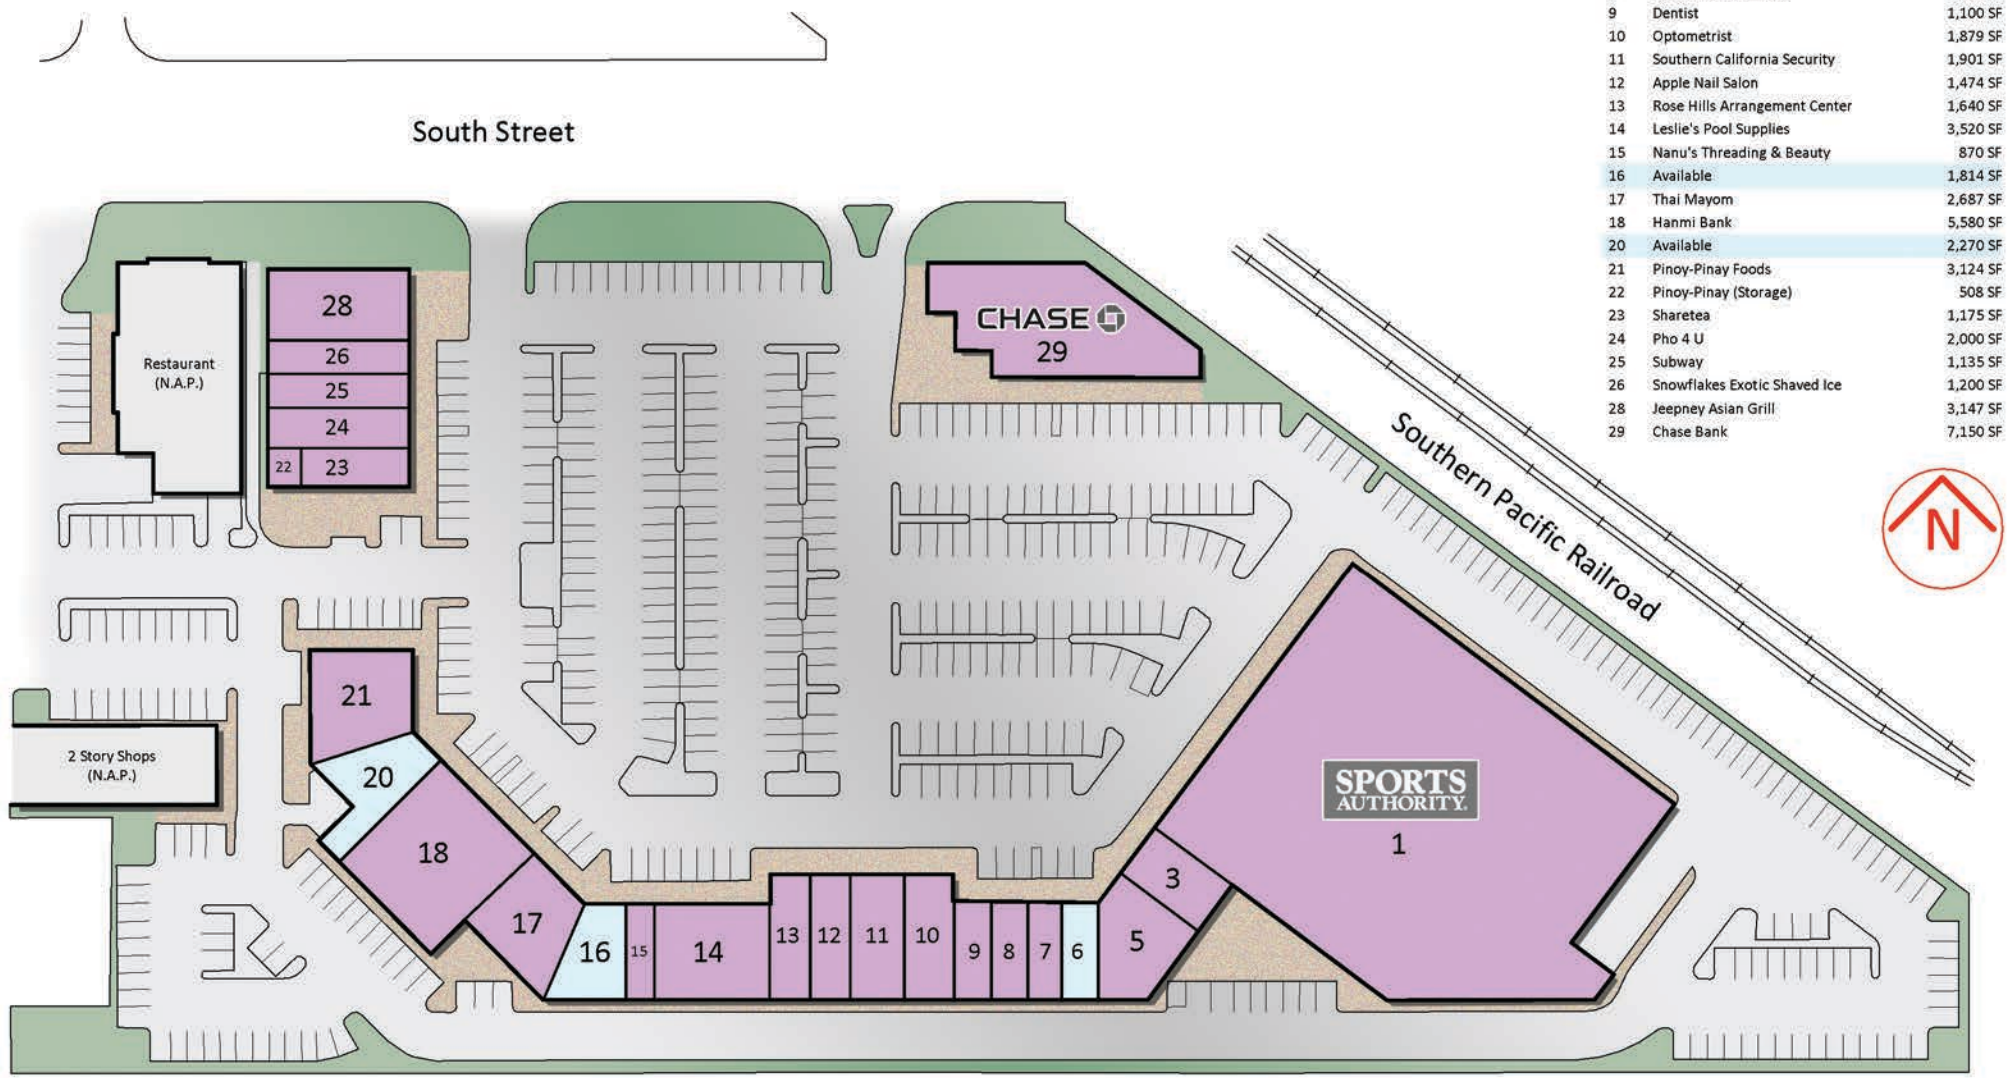 9 Dentist 1,100 SF
10 Optometrist 1,879 SF
11 Southern California Security 1,901 SF
12 Apple Nail Salon 1,474 SF
13 Rose Hills Arrangement Center 1,640 SF
14 Leslie's Pool Supplies 3,520 SF
15 Nanu's Threading & Beauty 870 SF
16 Available 1,814 SF
17 Thai Mayom 2,687 SF
18 Hanmi Bank 5,580 SF
20 Available 2,270 SF
21 Pinoy-Pinay Foods 3,124 SF
22 Pinoy-Pinay (Storage) 508 SF
23 Sharetea 1,175 SF
24 Pho 4 U 2,000 SF
25 Subway 1,135 SF
26 Snowflakes Exotic Shaved Ice 1,200 SF
28 Jeepney Asian Grill 3,147 SF
29 Chase Bank 7,150 SF
South Street
Restaurant
(N.A.P.)
28
26
25
24
22 23
CHASE
29
Southern Pacific Railroad
N
21
20
18
17
2 Story Shops
(N.A.P.)
16
15
14
13
12
11
10
9
8
7
6
5
3
SPORTS
AUTHORITY.
1